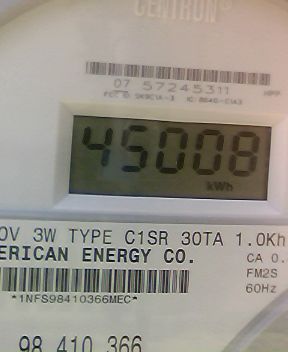 CENTRON®
07 57245311
45008
kWh
0V 3W TYPE C1SR 30TA 1.0Kh
ERICAN ENERGY CO.
CA 0.
FM2S
60Hz
*1NFS98410366MEC*
98 410 366